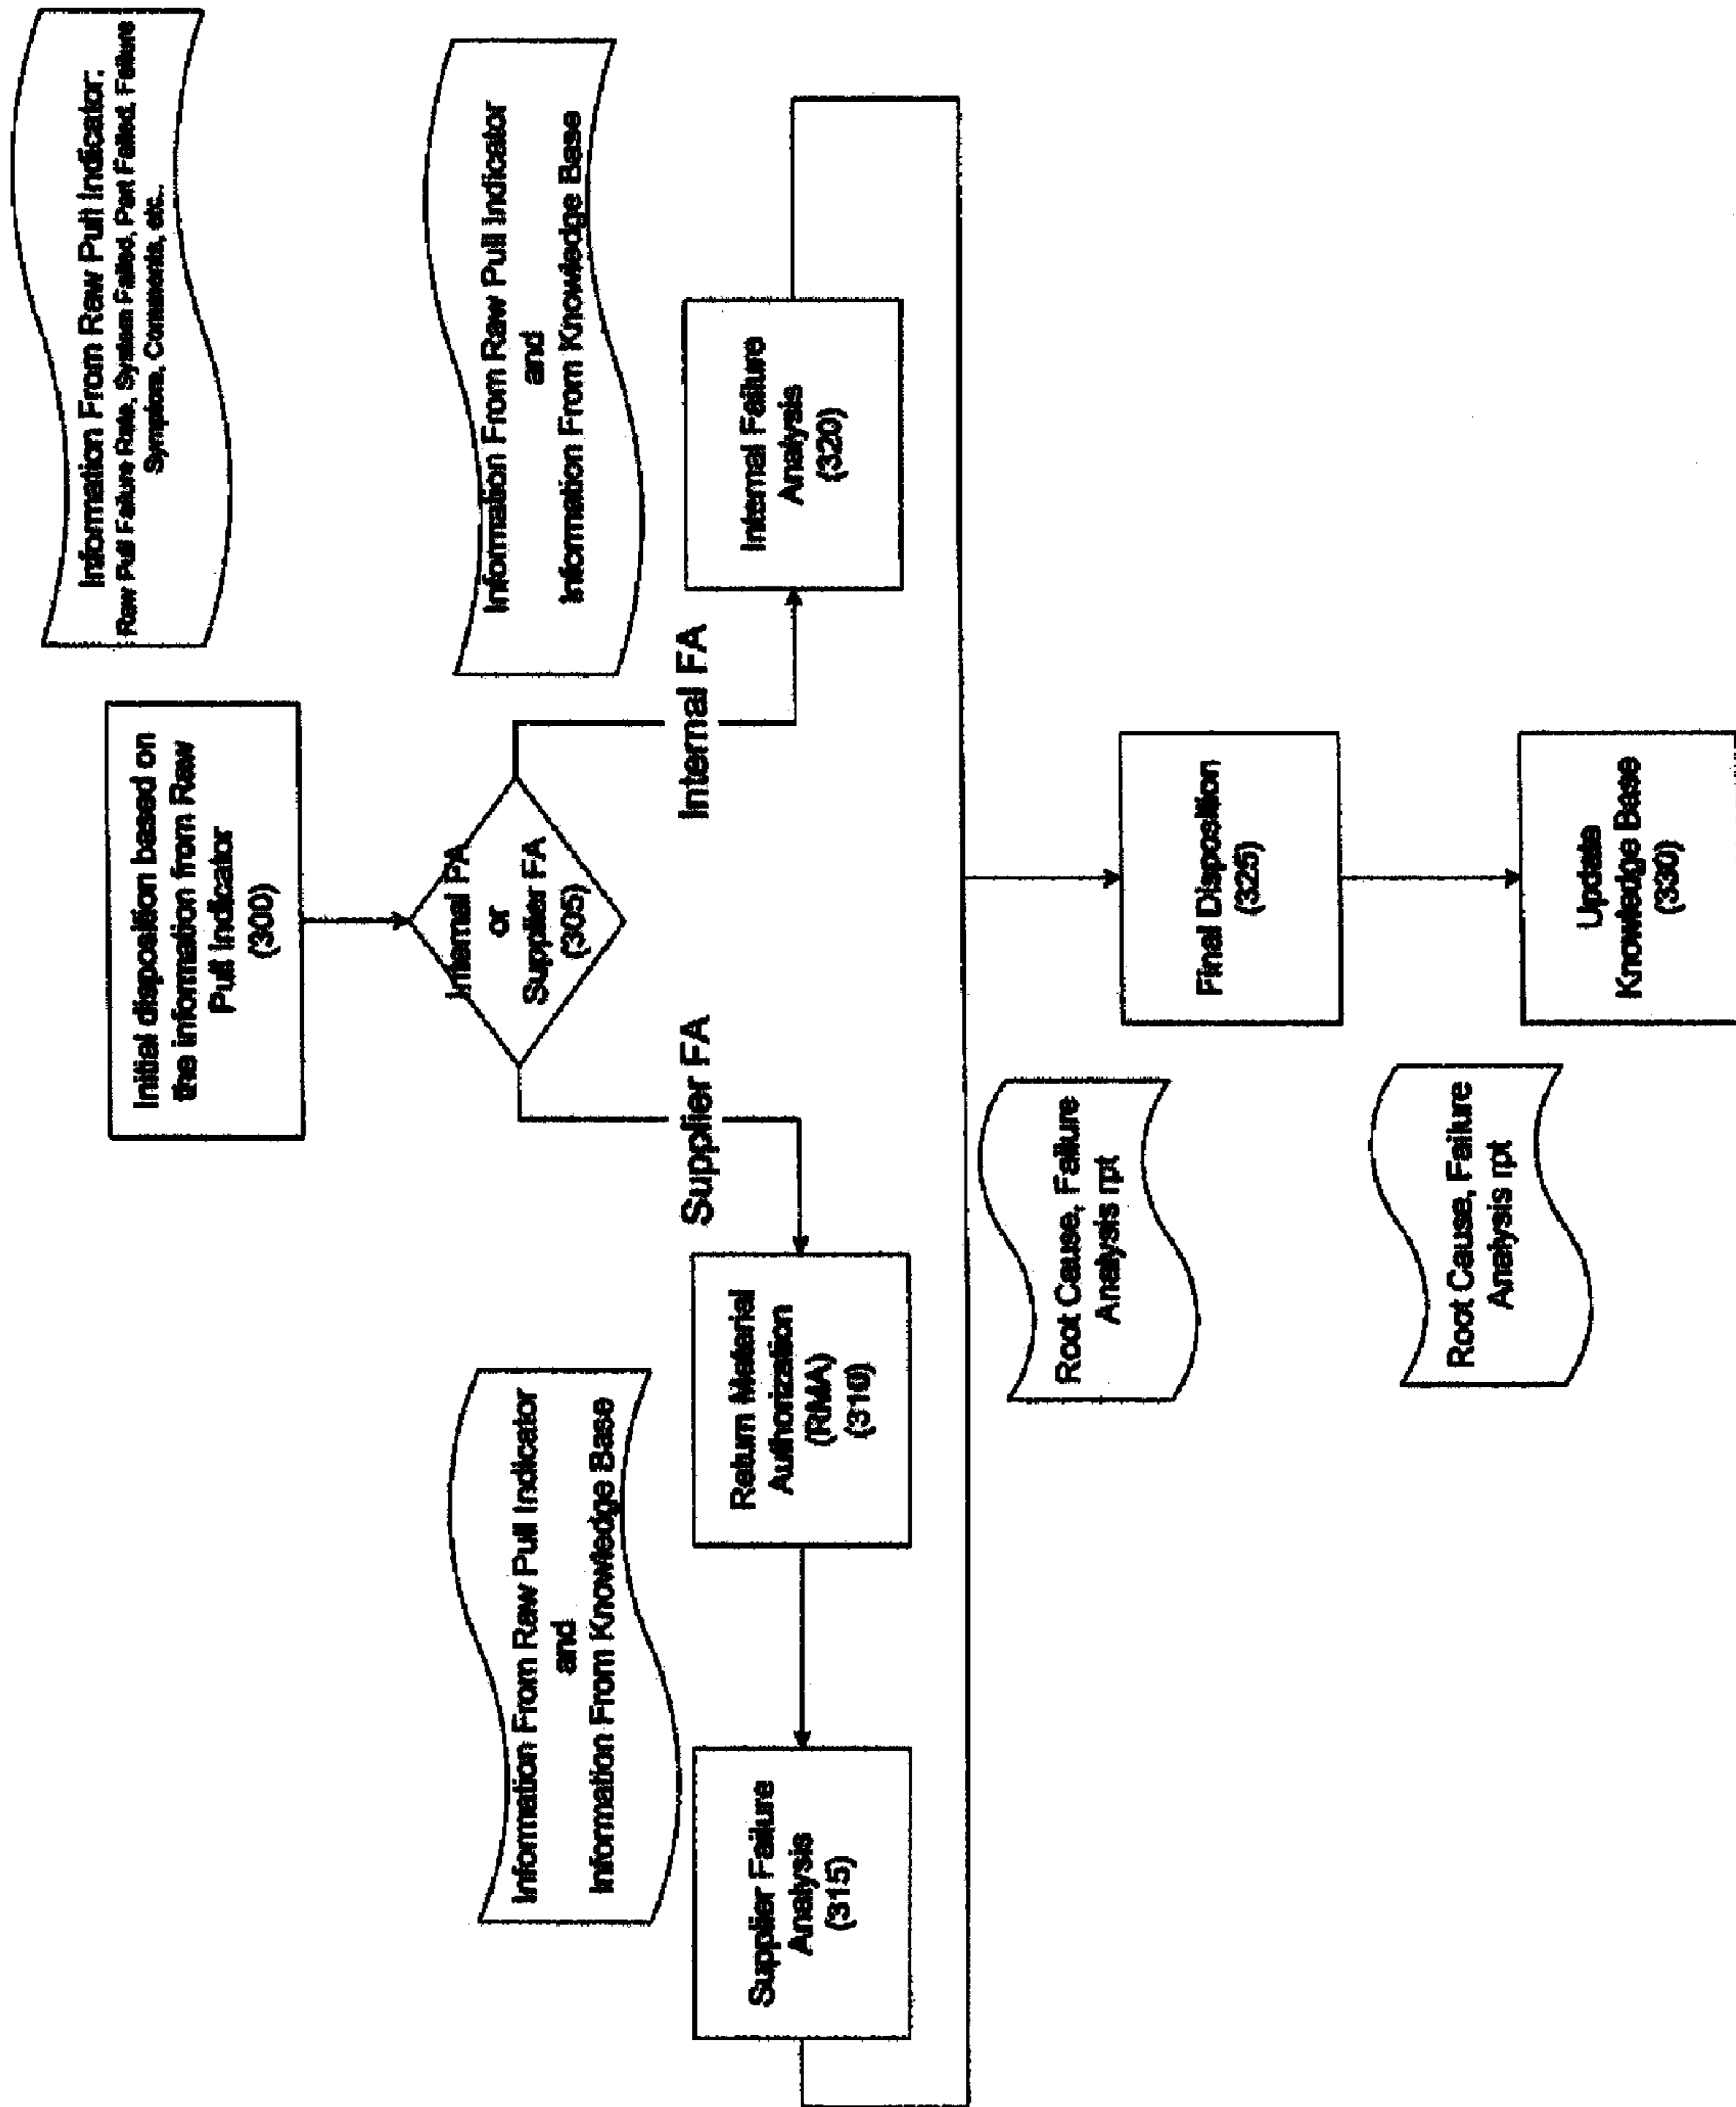 Information From Raw Pull Indicator:
Raw Pull Failure Rate, System Failed, Part Failed, Failure
Symptom, Comments, etc.
Initial disposition based on
the information from Raw
Pull Indicator
(300)
Internal FA
or
Supplier FA
(305)
Information From Raw Pull Indicator
and
Information From Knowledge Base
Information From Raw Pull Indicator
and
Information From Knowledge Base
Supplier FA
Internal FA
Supplier Failure
Analysis
(315)
Return Material
Authorization
(RMA)
(310)
Internal Failure
Analysis
(320)
Root Cause, Failure
Analysis rpt
Final Disposition
(325)
Root Cause, Failure
Analysis rpt
Update
Knowledge Base
(330)